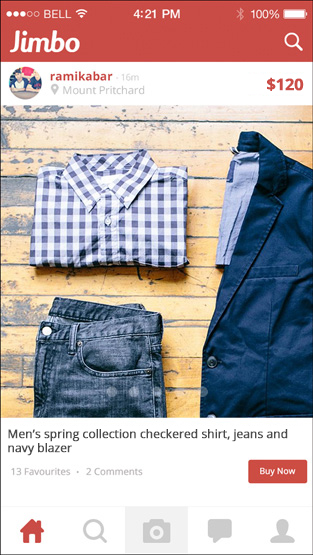 BELL 4:21 PM 100%
Jimbo
ramikabar · 16m
Mount Pritchard
$120
Men's spring collection checkered shirt, jeans and
navy blazer
13 Favourites • 2 Comments
Buy Now